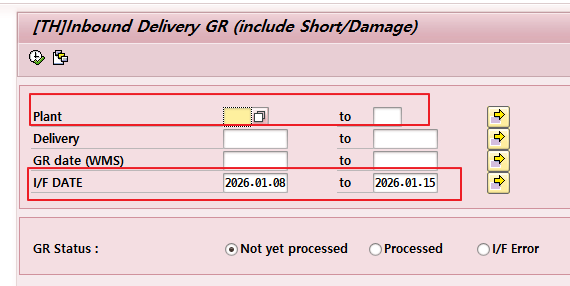 [TH]Inbound Delivery GR (include Short/Damage)
Plant to
Delivery to
GR date (WMS) to
I/F DATE 2026.01.08 to 2026.01.15
GR Status : Not yet processed Processed I/F Error